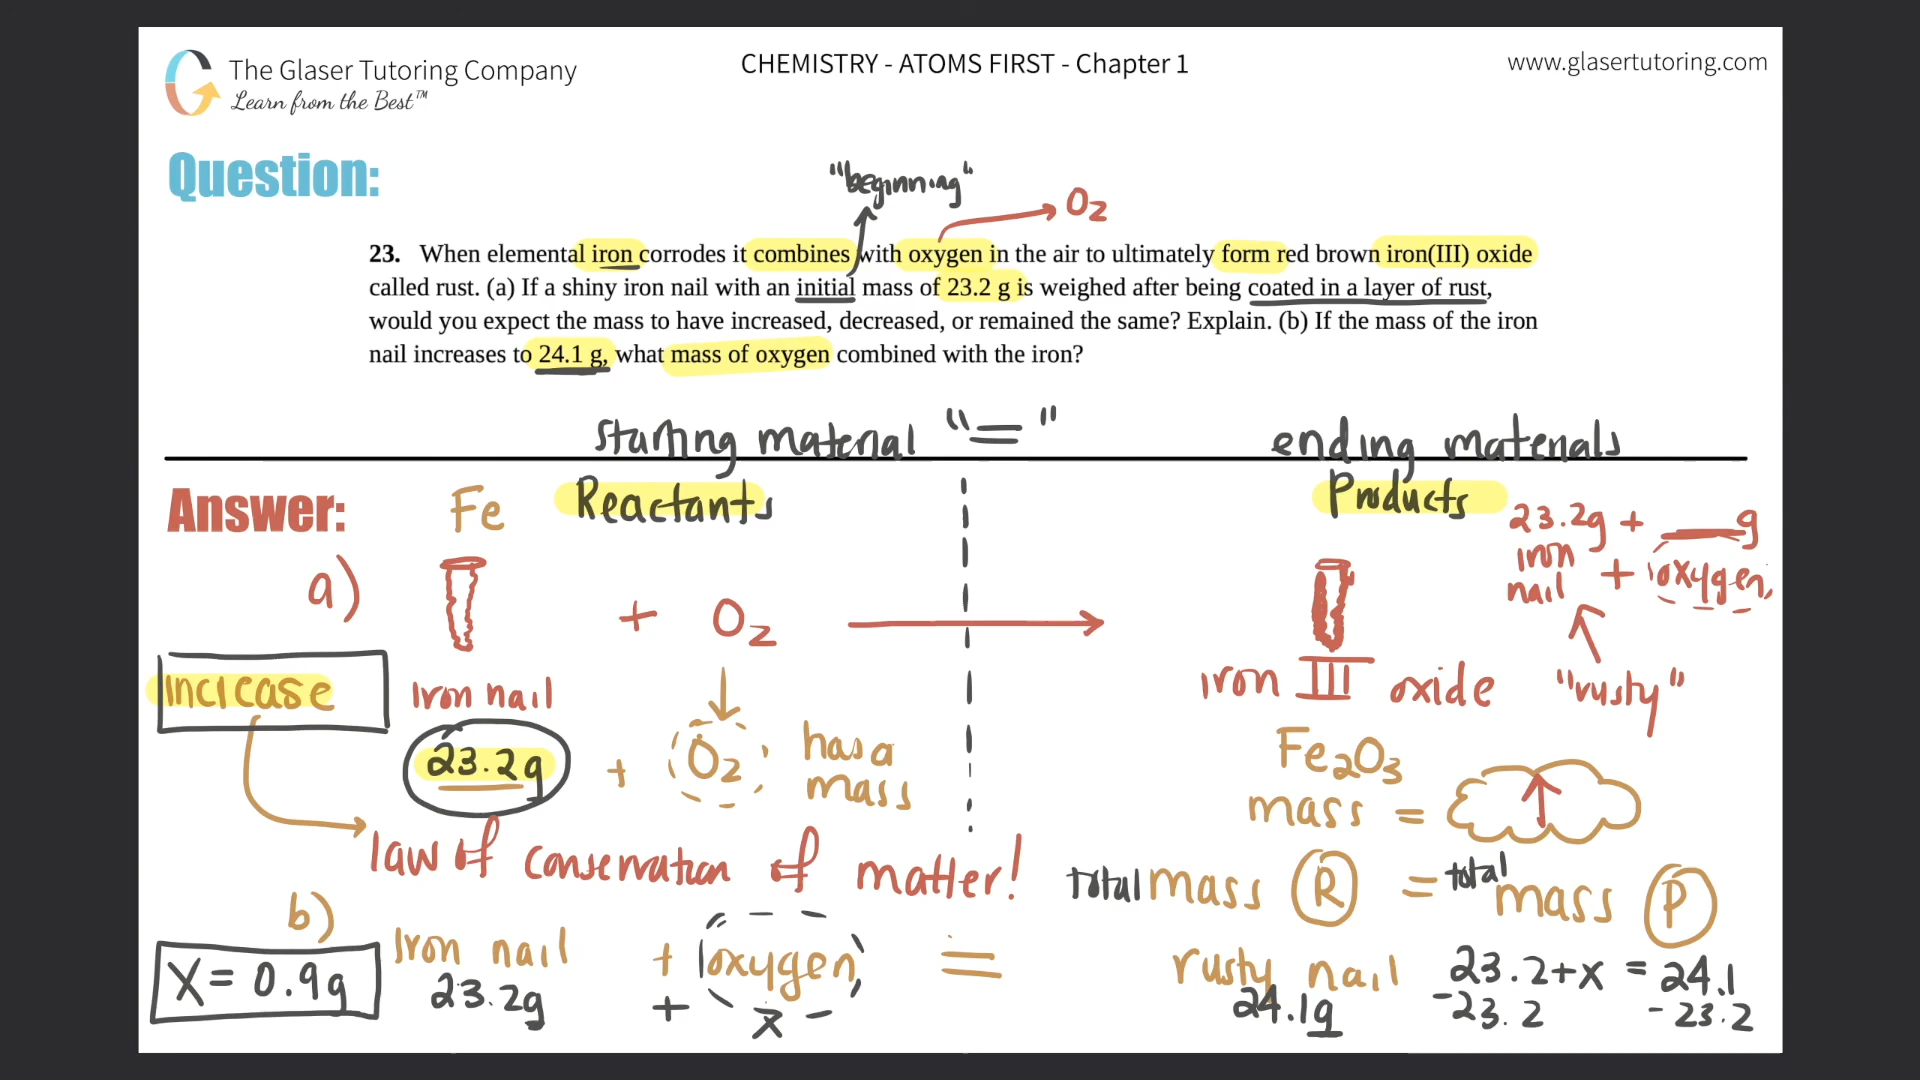 The Glaser Tutoring Company
Learn from the Best™
CHEMISTRY - ATOMS FIRST - Chapter 1
www.glasertutoring.com
Question:
"beginning"
O2
23. When elemental iron corrodes it combines with oxygen in the air to ultimately form red brown iron(III) oxide
called rust. (a) If a shiny iron nail with an initial mass of 23.2 g is weighed after being coated in a layer of rust,
would you expect the mass to have increased, decreased, or remained the same? Explain. (b) If the mass of the iron
nail increases to 24.1 g, what mass of oxygen combined with the iron?
starting material "=" ending materials
Answer:
Fe
Reactants
Products
23.2g + __g
iron nail + oxygen
a)
+ O2
increase
iron nail
iron III oxide
"rusty"
23.2g + O2 has a mass
Fe2O3
mass =
law of conservation of matter!
total mass R = total mass P
b)
iron nail + oxygen = rusty nail
23.2g + x
24.1g
23.2+x = 24.1
-23.2 -23.2
X = 0.9g